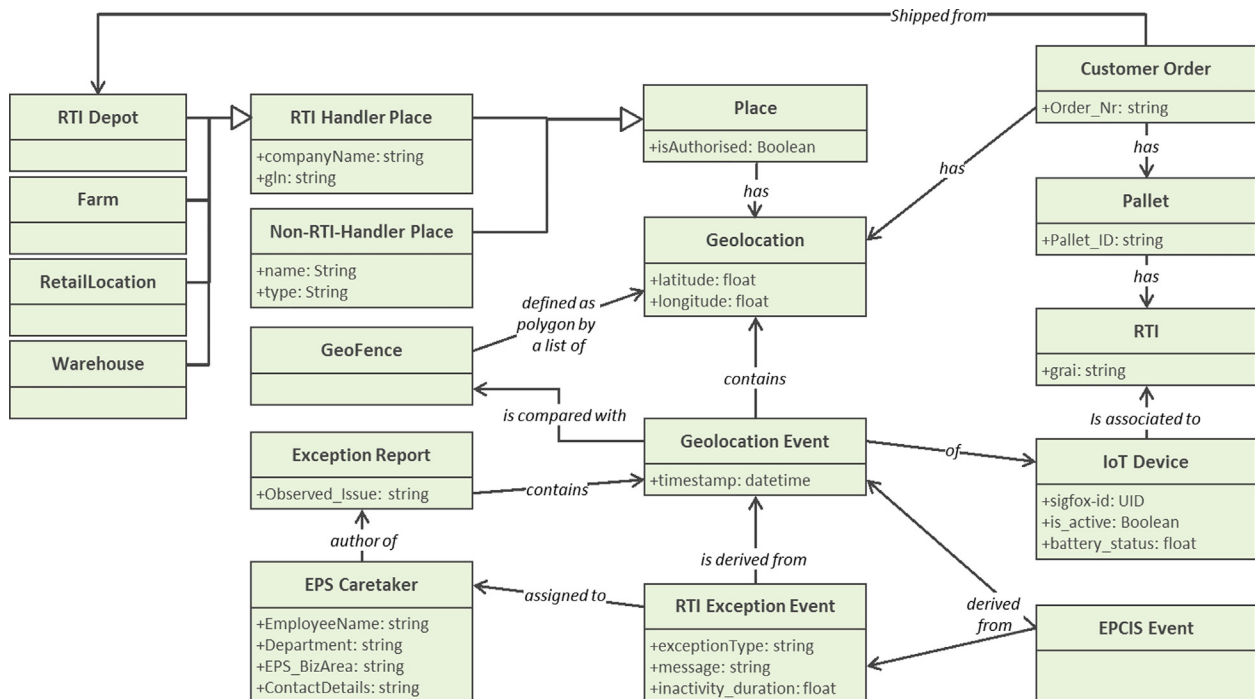 Shipped from
Customer Order
+Order_Nr: string
RTI Depot
RTI Handler Place
+companyName: string
+gln: string
Place
+isAuthorised: Boolean
has
has
has
Farm
Non-RTI-Handler Place
+name: String
+type: String
Geolocation
+latitude: float
+longitude: float
Pallet
+Pallet_ID: string
has
RetailLocation
defined as
polygon by
a list of
RTI
+grai: string
Warehouse
GeoFence
contains
is compared with
Is associated to
Exception Report
+Observed_Issue: string
contains
Geolocation Event
+timestamp: datetime
of
IoT Device
+sigfox-id: UID
+is_active: Boolean
+battery_status: float
author of
is derived from
EPS Caretaker
+EmployeeName: string
+Department: string
+EPS_BizArea: string
+ContactDetails: string
assigned to
RTI Exception Event
+exceptionType: string
+message: string
+inactivity_duration: float
derived
from
EPCIS Event